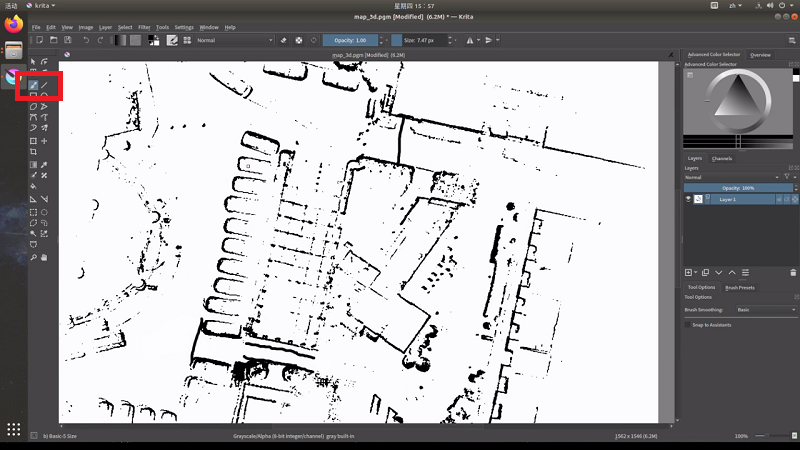 活动 krita 星期四 15：57 zh
map_3d.pgm [Modified] (6.2M) * — Krita
File Edit View Image Layer Select Filter Tools Settings Window Help
Normal Opacity: 1.00 Size: 7.47 px
map_3d.pgm [Modified] (6.2M)
Advanced Color Selector Overview
Advanced Color Selector
Layers Channels
Layers
Normal
Opacity: 100%
Layer 1
Tool Options Brush Presets
Tool Options
Brush Smoothing: Basic
Snap to Assistants
b) Basic-5 Size Grayscale/Alpha (8-bit integer/channel) gray built-in 1562 x 1546 (6.2M) 100%